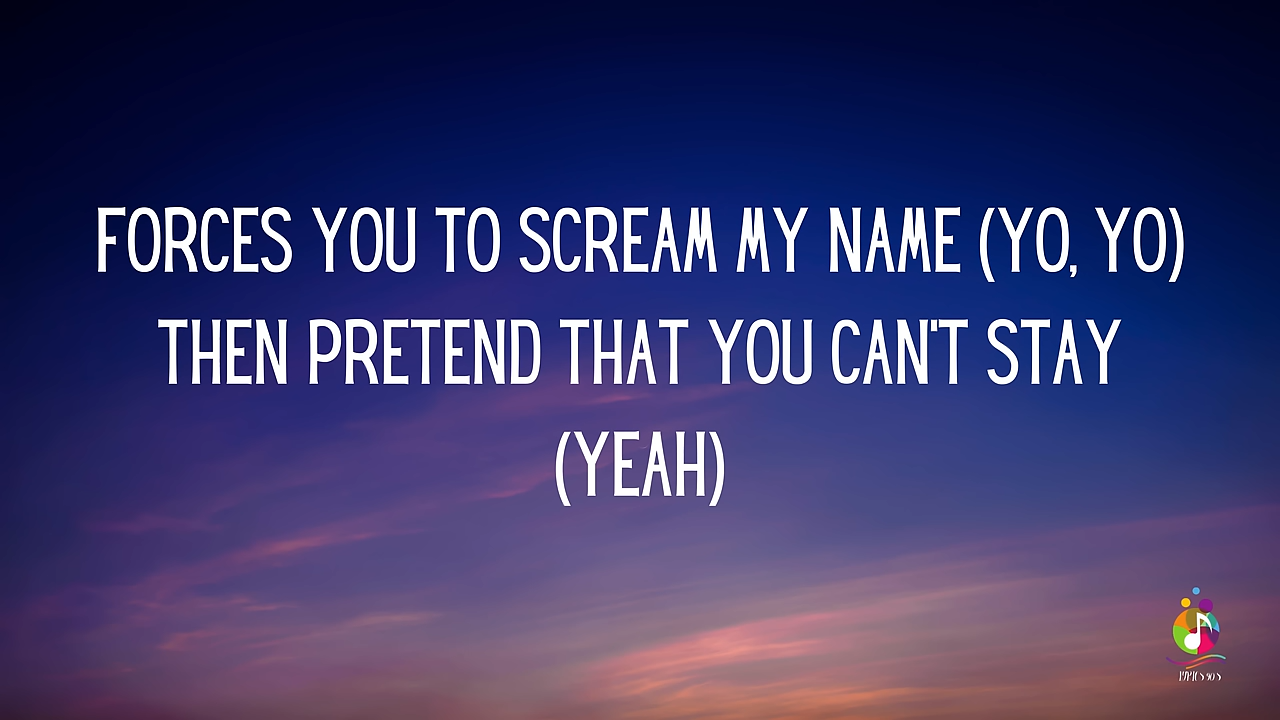 FORCES YOU TO SCREAM MY NAME (YO, YO)
THEN PRETEND THAT YOU CAN'T STAY
(YEAH)